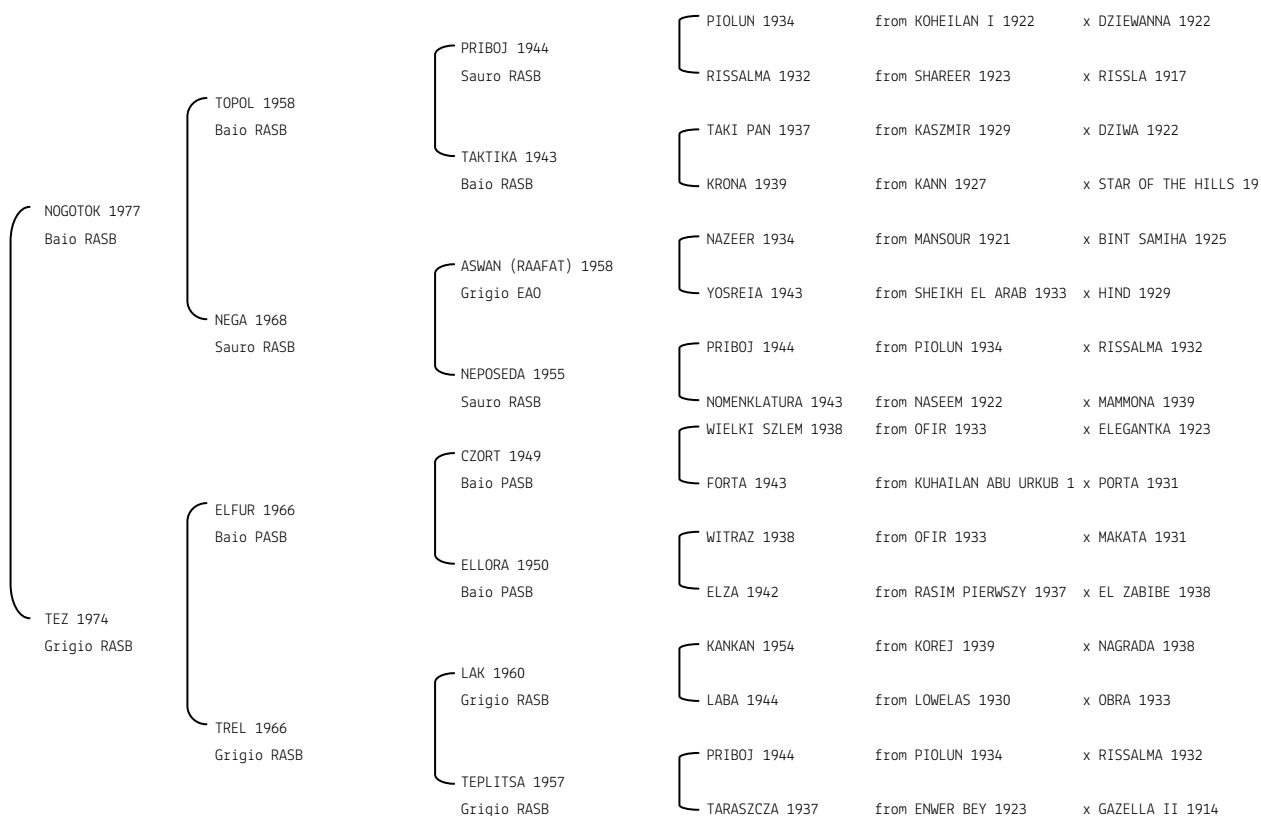 PIOLUN 1934 from KOHEILAN I 1922 x DZIEWANNA 1922
PRIBOJ 1944
Sauro RASB RISSALMA 1932 from SHAREER 1923 x RISSLA 1917
TOPOL 1958
Baio RASB TAKI PAN 1937 from KASZMIR 1929 x DZIWA 1922
TAKTIKA 1943
Baio RASB KRONA 1939 from KANN 1927 x STAR OF THE HILLS 19
NOGOTOK 1977
Baio RASB NAZEER 1934 from MANSOUR 1921 x BINT SAMIHA 1925
ASWAN (RAAFAT) 1958
Grigio EAO YOSREIA 1943 from SHEIKH EL ARAB 1933 x HIND 1929
NEGA 1968
Sauro RASB PRIBOJ 1944 from PIOLUN 1934 x RISSALMA 1932
NEPOSEDA 1955
Sauro RASB NOMENKLATURA 1943 from NASEEM 1922 x MAMMONA 1939
WIELKI SZLEM 1938 from OFIR 1933 x ELEGANTKA 1923
CZORT 1949
Baio PASB FORTA 1943 from KUHAILAN ABU URKUB 1 x PORTA 1931
ELFUR 1966
Baio PASB WITRAZ 1938 from OFIR 1933 x MAKATA 1931
ELLORA 1950
Baio PASB ELZA 1942 from RASIM PIERWSZY 1937 x EL ZABIBE 1938
TEZ 1974
Grigio RASB KANKAN 1954 from KOREJ 1939 x NAGRADA 1938
LAK 1960
Grigio RASB LABA 1944 from LOWELAS 1930 x OBRA 1933
TREL 1966
Grigio RASB PRIBOJ 1944 from PIOLUN 1934 x RISSALMA 1932
TEPLITSA 1957
Grigio RASB TARASZCZA 1937 from ENWER BEY 1923 x GAZELLA II 1914